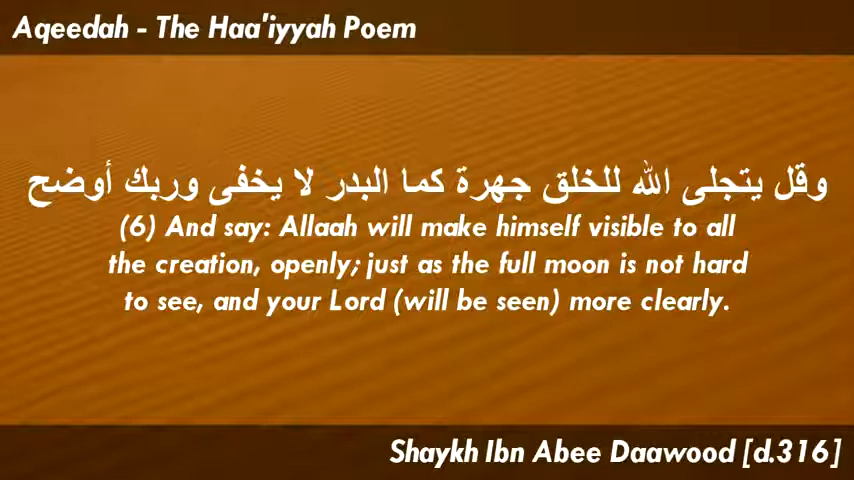 Aqeedah - The Haa'iyyah Poem
وقل يتجلى الله للخلق جهرة كما البدر لا يخفى وربك أوضح
(6) And say: Allaah will make himself visible to all
the creation, openly; just as the full moon is not hard
to see, and your Lord (will be seen) more clearly.
Shaykh Ibn Abee Daawood [d.316]